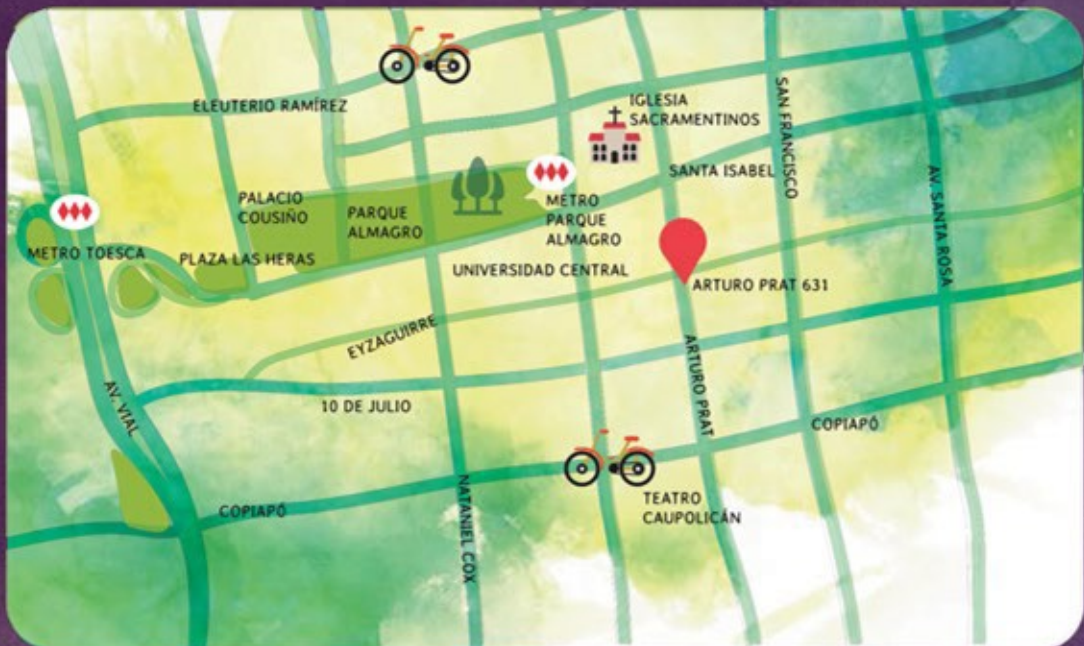 ELEUTERIO RAMÍREZ
IGLESIA
SACRAMENTINOS
SAN FRANCISCO
SANTA ISABEL
AV. SANTA ROSA
PALACIO
COUSIÑO
PARQUE
ALMAGRO
METRO
PARQUE
ALMAGRO
METRO TOESCA
PLAZA LAS HERAS
UNIVERSIDAD CENTRAL
ARTURO PRAT 631
EYZAGUIRRE
ARTURO PRAT
AV. VIAL
10 DE JULIO
COPIAPÓ
COPIAPÓ
NATANIEL COX
TEATRO
CAUPOLICÁN